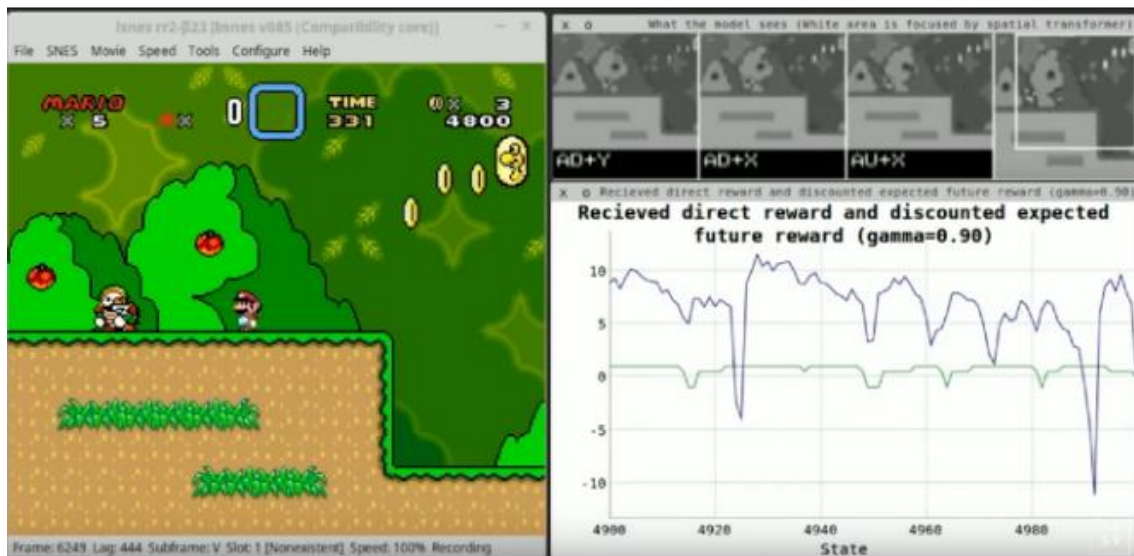 lsnes rr2-β23 [bsnes v085 (Compatibility core)]
File SNES Movie Speed Tools Configure Help
MARIO
x 5
x
0
TIME
331
x 3
4800
Frame: 6249 Lag: 444 Subframe: V Slot: 1 [Nonexistent] Speed: 100% Recording
x o What the model sees (White area is focused by spatial transformer)
AD+Y
AD+X
AU+X
x o Recieved direct reward and discounted expected future reward (gamma=0.90)
Recieved direct reward and discounted expected
future reward (gamma=0.90)
10
5
0
-5
-10
4900 4920 4940 4960 4980
State